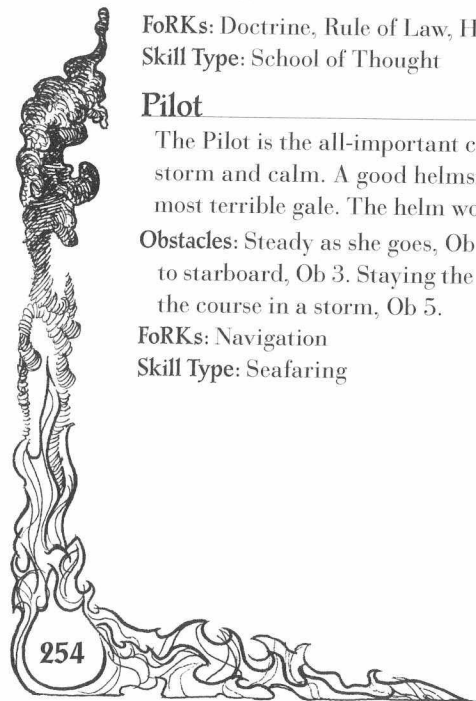 FoRKs: Doctrine, Rule of Law, H
Skill Type: School of Thought
Pilot
The Pilot is the all-important c
storm and calm. A good helms
most terrible gale. The helm wo
Obstacles: Steady as she goes, Ob
to starboard, Ob 3. Staying the
the course in a storm, Ob 5.
FoRKs: Navigation
Skill Type: Seafaring
254